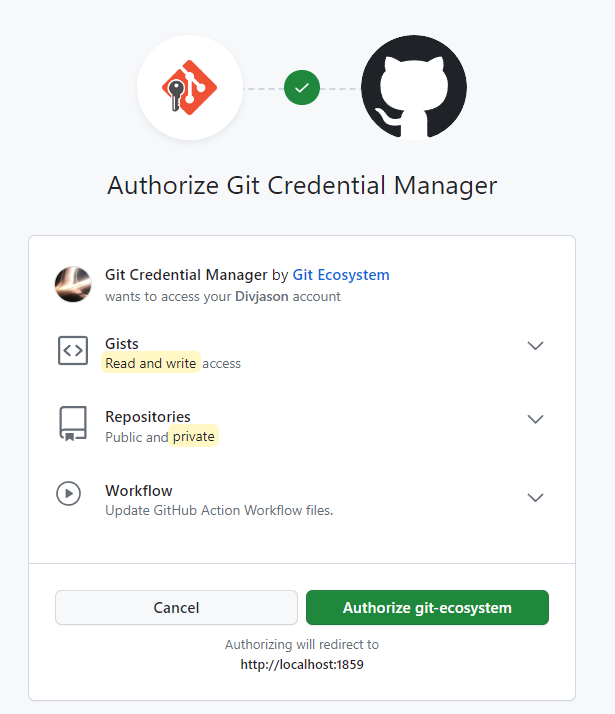 Authorize Git Credential Manager
Git Credential Manager by Git Ecosystem
wants to access your Divjason account
Gists
Read and write access
Repositories
Public and private
Workflow
Update GitHub Action Workflow files.
Cancel
Authorize git-ecosystem
Authorizing will redirect to
http://localhost:1859